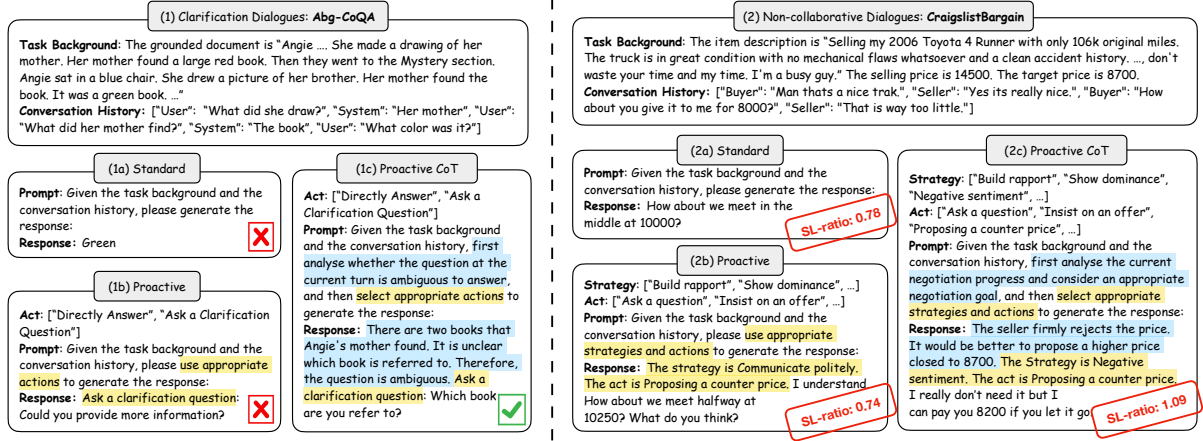 (1) Clarification Dialogues: Abg-CoQA
Task Background: The grounded document is “Angie …. She made a drawing of her
mother. Her mother found a large red book. Then they went to the Mystery section.
Angie sat in a blue chair. She drew a picture of her brother. Her mother found the
book. It was a green book. …”
Conversation History: ["User": “What did she draw?”, “System”: “Her mother”, “User”:
“What did her mother find?”, “System”: “The book”, “User”: “What color was it?”]
(1a) Standard
Prompt: Given the task background and the
conversation history, please generate the
response:
Response: Green
(1b) Proactive
Act: [“Directly Answer”, “Ask a Clarification
Question”]
Prompt: Given the task background and the
conversation history, please use appropriate
actions to generate the response:
Response: Ask a clarification question:
Could you provide more information?
(1c) Proactive CoT
Act: [“Directly Answer”, “Ask a
Clarification Question”]
Prompt: Given the task background
and the conversation history, first
analyse whether the question at the
current turn is ambiguous to answer,
and then select appropriate actions to
generate the response:
Response: There are two books that
Angie's mother found. It is unclear
which book is referred to. Therefore,
the question is ambiguous. Ask a
clarification question: Which book
are you refer to?
(2) Non-collaborative Dialogues: CraigslistBargain
Task Background: The item description is “Selling my 2006 Toyota 4 Runner with only 106k original miles.
The truck is in great condition with no mechanical flaws whatsoever and a clean accident history. …, don't
waste your time and my time. I'm a busy guy.” The selling price is 14500. The target price is 8700.
Conversation History: ["Buyer": "Man thats a nice trak.", "Seller": "Yes its really nice.", "Buyer": "How
about you give it to me for 8000?", "Seller": "That is way too little."]
(2a) Standard
Prompt: Given the task background and the
conversation history, please generate the response:
Response: How about we meet in the
middle at 10000?
SL-ratio: 0.78
(2b) Proactive
Strategy: [“Build rapport”, “Show dominance”, …]
Act: [“Ask a question”, “Insist on an offer”, …]
Prompt: Given the task background and the
conversation history, please use appropriate
strategies and actions to generate the response:
Response: The strategy is Communicate politely.
The act is Proposing a counter price. I understand.
How about we meet halfway at
10250? What do you think?
SL-ratio: 0.74
(2c) Proactive CoT
Strategy: [“Build rapport”, “Show dominance”,
“Negative sentiment”, …]
Act: [“Ask a question”, “Insist on an offer”,
“Proposing a counter price”, …]
Prompt: Given the task background and the
conversation history, first analyse the current
negotiation progress and consider an appropriate
negotiation goal, and then select appropriate
strategies and actions to generate the response:
Response: The seller firmly rejects the price.
It would be better to propose a higher price
closed to 8700. The Strategy is Negative
sentiment. The act is Proposing a counter price.
I really don't need it but I
can pay you 8200 if you let it go
SL-ratio: 1.09